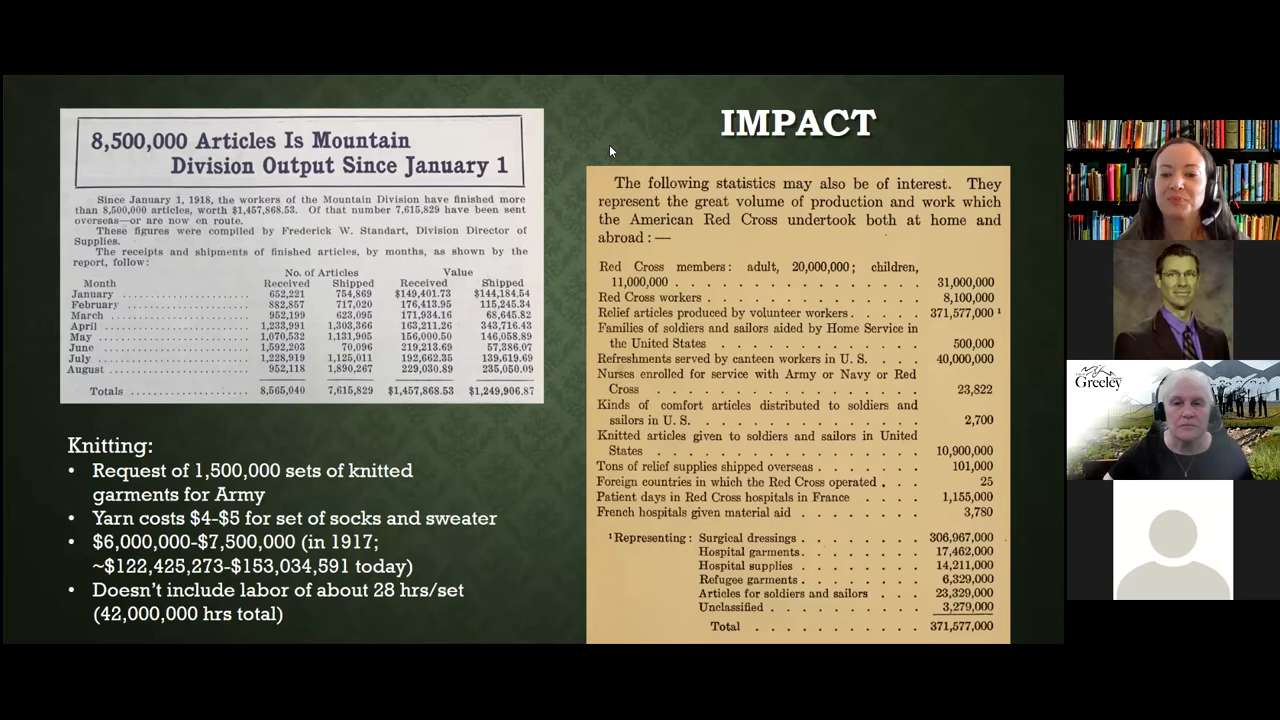 8,500,000 Articles Is Mountain
Division Output Since January 1
Since January 1, 1918, the workers of the Mountain Division have finished more
than 8,500,000 articles, worth $1,457,868.53. Of that number 7,615,829 have been sent
overseas—or are now en route.
These figures were compiled by Frederick W. Standart, Division Director of
Supplies.
The receipts and shipments of finished articles, by months, as shown by the
report, follow:
No. of Articles Value
Month Received Shipped Received Shipped
January 652,221 754,869 $149,401.73 $144,184.54
February 882,857 717,020 176,413.95 115,245.34
March 952,199 623,095 171,934.16 68,645.82
April 1,233,991 1,303,366 163,211.26 343,716.43
May 1,070,532 1,131,905 156,000.50 146,058.89
June 1,592,203 70,096 219,213.69 57,386.07
July 1,228,919 1,125,011 192,662.35 139,619.69
August 952,118 1,890,267 229,030.89 235,050.09
Totals 8,565,040 7,615,829 $1,457,868.53 $1,249,906.87
Knitting:
• Request of 1,500,000 sets of knitted
garments for Army
• Yarn costs $4-$5 for set of socks and sweater
• $6,000,000-$7,500,000 (in 1917;
~$122,425,273-$153,034,591 today)
• Doesn't include labor of about 28 hrs/set
(42,000,000 hrs total)
IMPACT
The following statistics may also be of interest. They
represent the great volume of production and work which
the American Red Cross undertook both at home and
abroad:—
Red Cross members: adult, 20,000,000; children,
11,000,000 . . . . . . . . . . . . 31,000,000
Red Cross workers . . . . . . . . . . . 8,100,000
Relief articles produced by volunteer workers . . . . . 371,577,000 ¹
Families of soldiers and sailors aided by Home Service in
the United States . . . . . . . . . . 500,000
Refreshments served by canteen workers in U. S. . . . . 40,000,000
Nurses enrolled for service with Army or Navy or Red
Cross . . . . . . . . . . . . . 23,822
Kinds of comfort articles distributed to soldiers and
sailors in U. S. . . . . . . . . . . . 2,700
Knitted articles given to soldiers and sailors in United
States . . . . . . . . . . . . . 10,900,000
Tons of relief supplies shipped overseas . . . . . . 101,000
Foreign countries in which the Red Cross operated . . . 25
Patient days in Red Cross hospitals in France . . . . 1,155,000
French hospitals given material aid . . . . . . . 3,780
¹ Representing: Surgical dressings . . . . . . . . 306,967,000
Hospital garments . . . . . . . . 17,462,000
Hospital supplies . . . . . . . . 14,211,000
Refugee garments . . . . . . . . 6,329,000
Articles for soldiers and sailors . . . 23,329,000
Unclassified . . . . . . . . . . 3,279,000
Total . . . . . . . . . . 371,577,000
Greeley